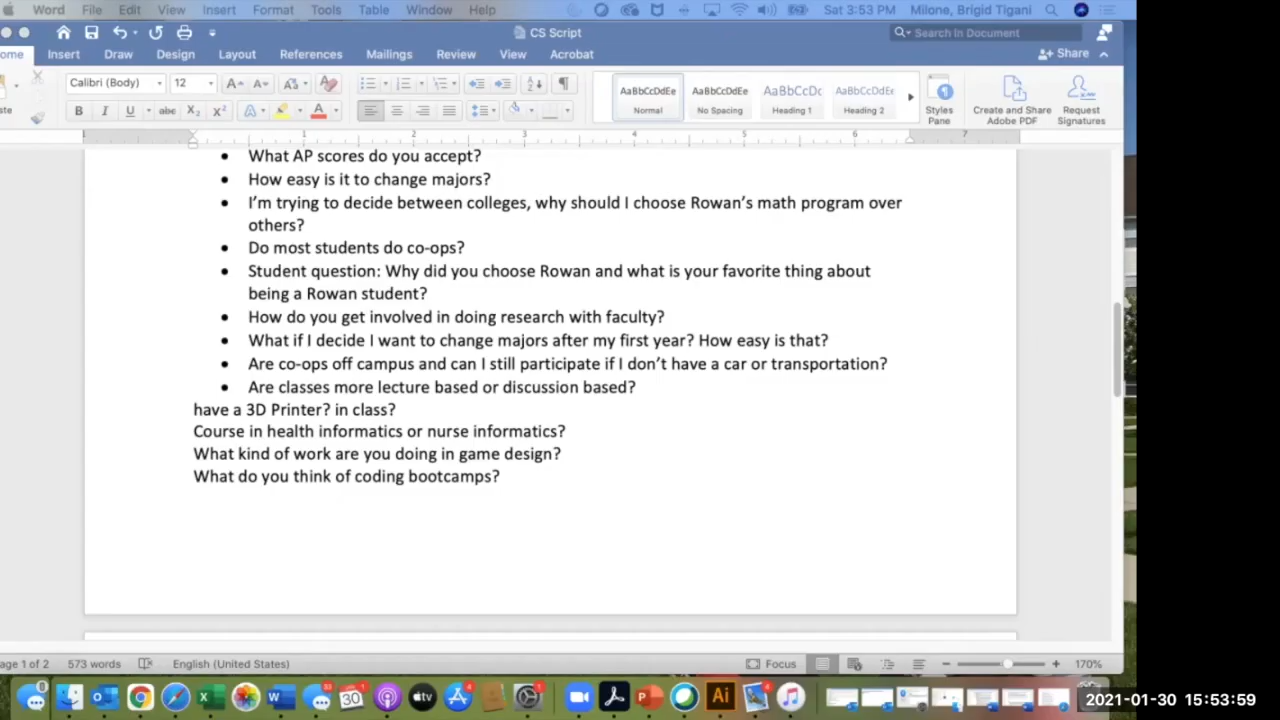 Word File Edit View Insert Format Tools Table Window Help Sat 3:53 PM Milone, Brigid Tigani
CS Script Search in Document
ome Insert Draw Design Layout References Mailings Review View Acrobat Share
Calibri (Body) 12 AaBbCcDdEe AaBbCcDdEe AaBbCcDc AaBbCcDdEe
Normal No Spacing Heading 1 Heading 2 Styles Pane Create and Share Adobe PDF Request Signatures
1 1 2 3 4 5 6 7
• What AP scores do you accept?
• How easy is it to change majors?
• I’m trying to decide between colleges, why should I choose Rowan’s math program over
others?
• Do most students do co-ops?
• Student question: Why did you choose Rowan and what is your favorite thing about
being a Rowan student?
• How do you get involved in doing research with faculty?
• What if I decide I want to change majors after my first year? How easy is that?
• Are co-ops off campus and can I still participate if I don’t have a car or transportation?
• Are classes more lecture based or discussion based?
have a 3D Printer? in class?
Course in health informatics or nurse informatics?
What kind of work are you doing in game design?
What do you think of coding bootcamps?
age 1 of 2 573 words English (United States) Focus 170%
2021-01-30 15:53:59